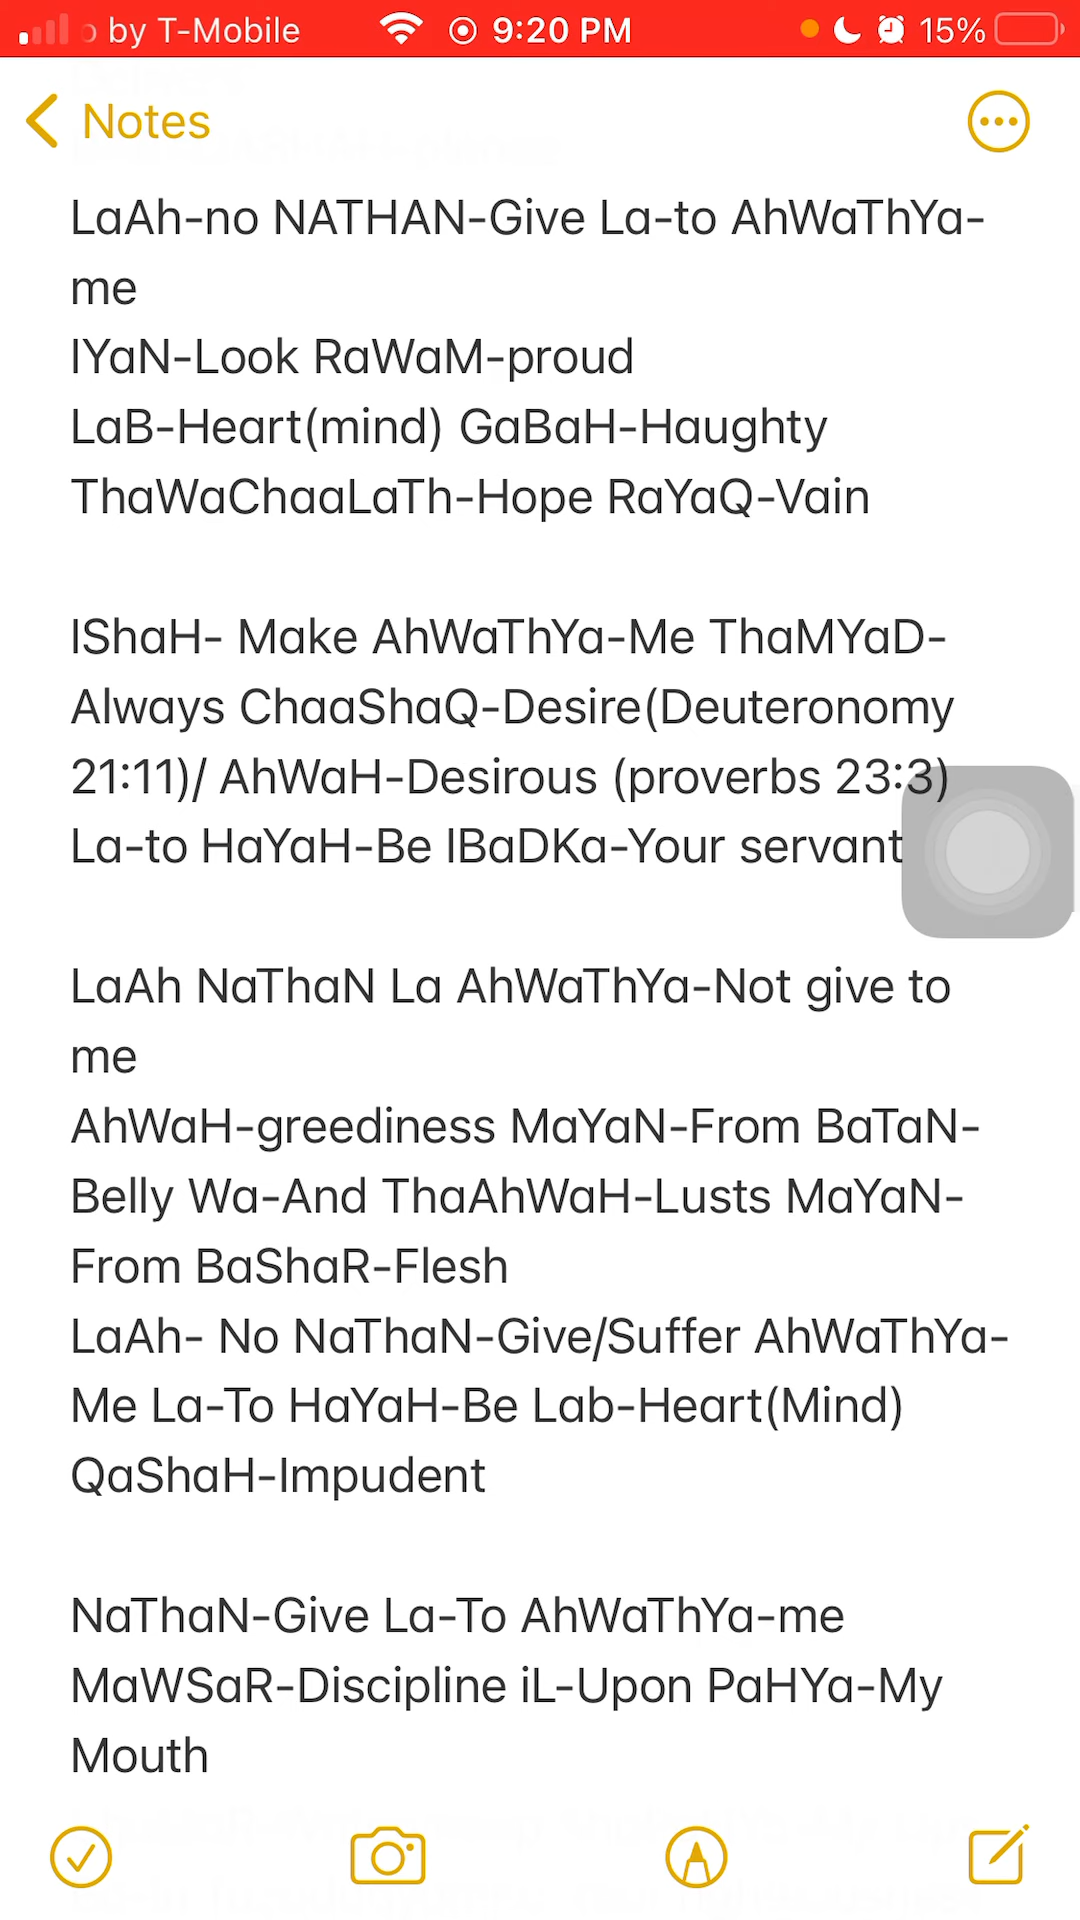 by T-Mobile 9:20 PM 15%
Notes
LaAh-no NATHAN-Give La-to AhWaThYa-
me
IYaN-Look RaWaM-proud
LaB-Heart(mind) GaBaH-Haughty
ThaWaChaaLaTh-Hope RaYaQ-Vain
IShaH- Make AhWaThYa-Me ThaMYaD-
Always ChaaShaQ-Desire(Deuteronomy
21:11)/ AhWaH-Desirous (proverbs 23:3)
La-to HaYaH-Be IBaDKa-Your servant
LaAh NaThaN La AhWaThYa-Not give to
me
AhWaH-greediness MaYaN-From BaTaN-
Belly Wa-And ThaAhWaH-Lusts MaYaN-
From BaShaR-Flesh
LaAh- No NaThaN-Give/Suffer AhWaThYa-
Me La-To HaYaH-Be Lab-Heart(Mind)
QaShaH-Impudent
NaThaN-Give La-To AhWaThYa-me
MaWSaR-Discipline iL-Upon PaHYa-My
Mouth